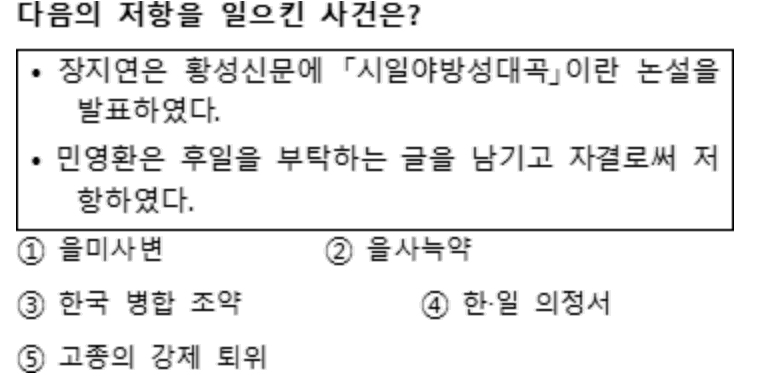 다음의 저항을 일으킨 사건은?
• 장지연은 황성신문에 「시일야방성대곡」이란 논설을
발표하였다.
• 민영환은 후일을 부탁하는 글을 남기고 자결로써 저
항하였다.
① 을미사변 ② 을사늑약
③ 한국 병합 조약 ④ 한·일 의정서
⑤ 고종의 강제 퇴위